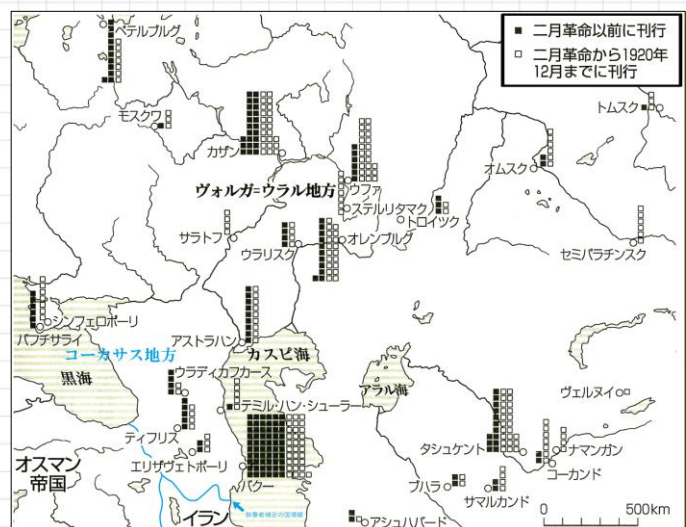 ■ 二月革命以前に刊行
□ 二月革命から1920年
12月までに刊行
ペテルブルグ
モスクワ
カザン
トムスク
オムスク
ヴォルガ=ウラル地方
ウファ
ステルリタマク
トロイツク
サラトフ
ウラリスク
オレンブルグ
セミパラチンスク
シンフェロポーリ
バフチサライ
アストラハン
カスピ海
コーカサス地方
黒海
ウラディカフカース
アラル海
ヴェルヌイ
テミル・ハン・シューラー
ティフリス
タシュケント
ナマンガン
コーカンド
エリザヴェトポーリ
オスマン
帝国
バクー
ブハラ
サマルカンド
イラン
アシュハバード
0 500km